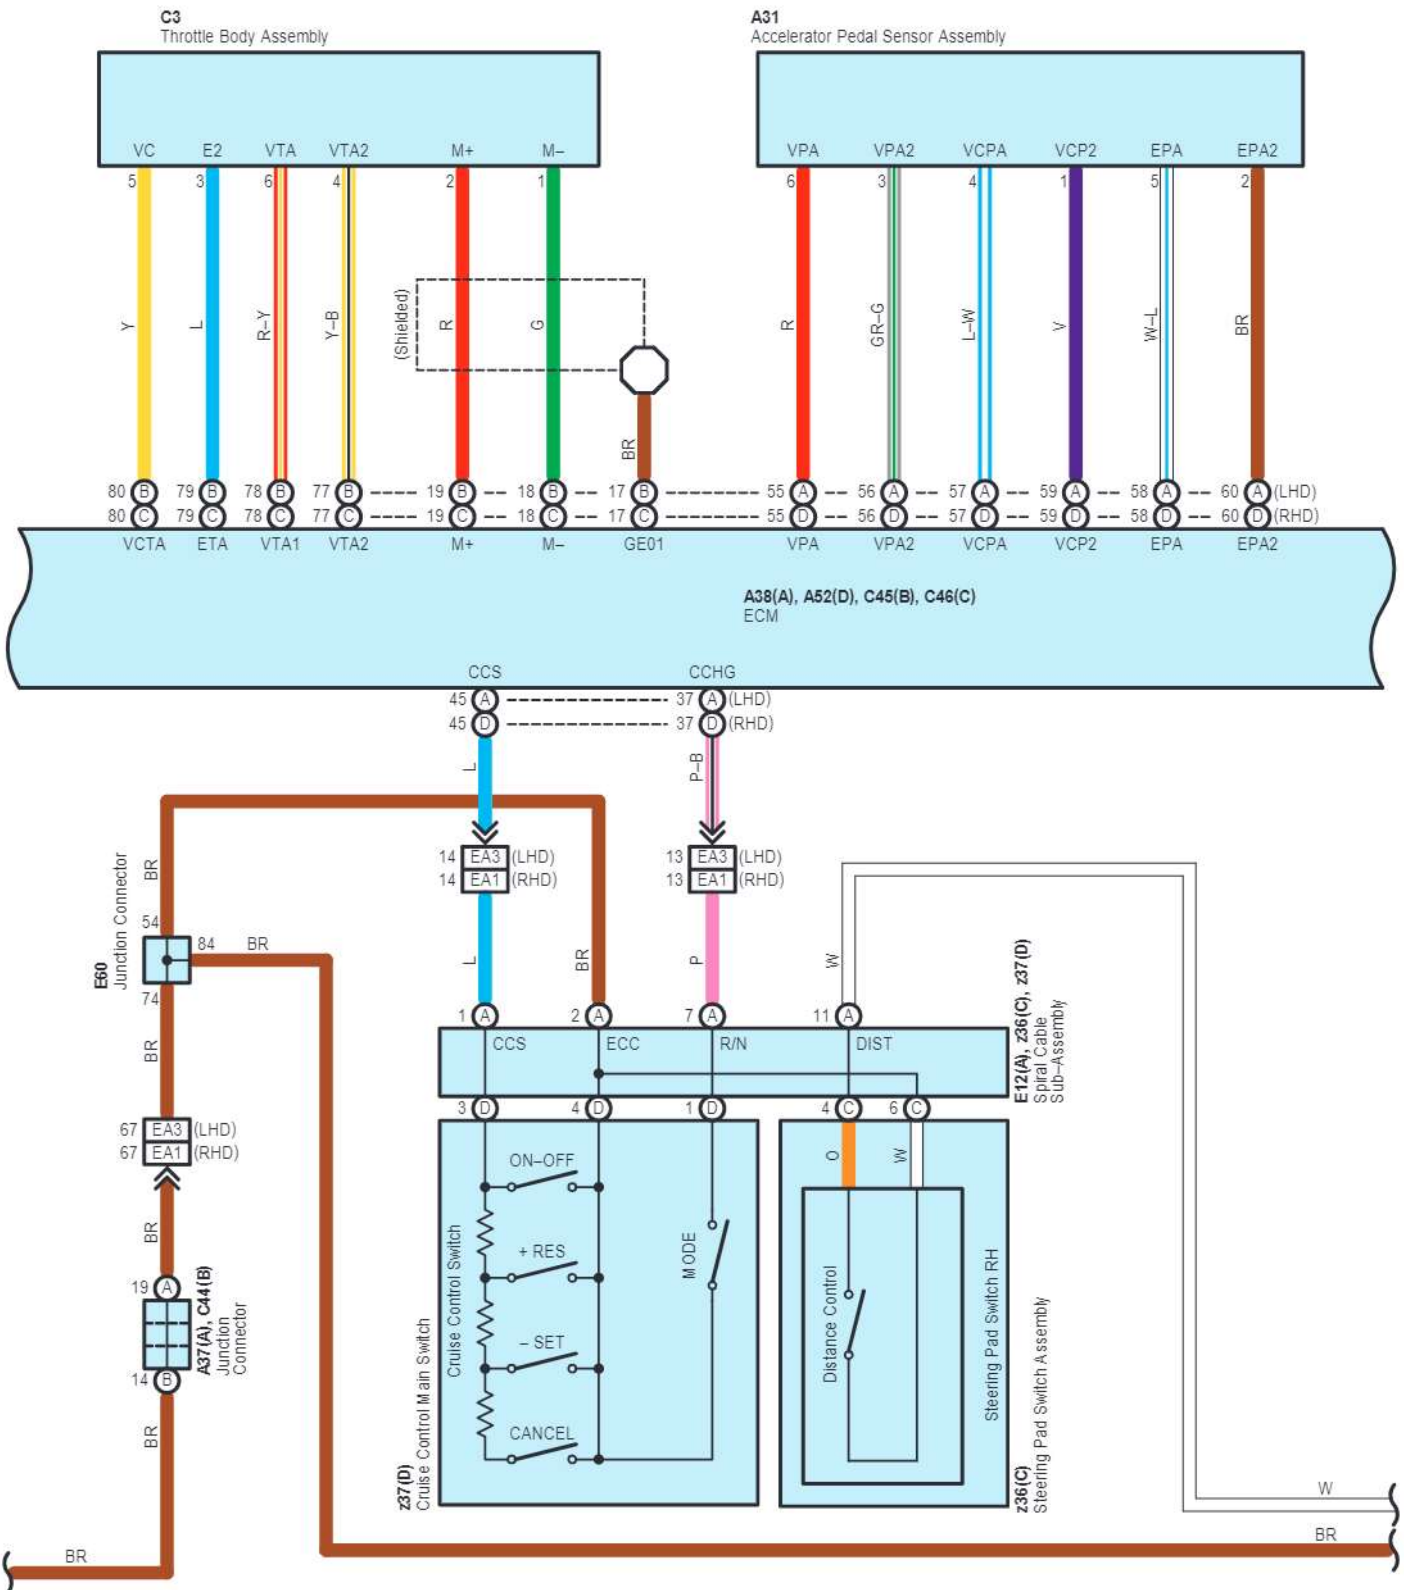 C3
Throttle Body Assembly
A31
Accelerator Pedal Sensor Assembly
VC E2 VTA VTA2 M+ M–
VPA VPA2 VCPA VCP2 EPA EPA2
5 3 6 4 2 1
6 3 4 1 5 2
Y L R–Y Y–B (Shielded) R G BR
R GR–G L–W V W–L BR
80 B 79 B 78 B 77 B 19 B 18 B 17 B 55 A 56 A 57 A 59 A 58 A 60 A (LHD)
80 C 79 C 78 C 77 C 19 C 18 C 17 C 55 D 56 D 57 D 59 D 58 D 60 D (RHD)
VCTA ETA VTA1 VTA2 M+ M– GE01 VPA VPA2 VCPA VCP2 EPA EPA2
A38(A), A52(D), C45(B), C46(C)
ECM
CCS CCHG
45 A 37 A (LHD)
45 D 37 D (RHD)
L P–B
14 EA3 (LHD) 13 EA3 (LHD)
14 EA1 (RHD) 13 EA1 (RHD)
BR
54
84 BR
74
E60
Junction Connector
L BR P W
1 A 2 A 7 A 11 A
CCS ECC R/N DIST
E12(A), z36(C), z37(D)
Spiral Cable
Sub–Assembly
3 D 4 D 1 D 4 C 6 C
BR
67 EA3 (LHD)
67 EA1 (RHD)
BR
19 A
A37(A), C44(B)
Junction
Connector
14 B
BR
BR
ON–OFF
+ RES
– SET
CANCEL
MODE
Cruise Control Switch
z37(D)
Cruise Control Main Switch
O W
Distance Control
Steering Pad Switch RH
z36(C)
Steering Pad Switch Assembly
W
BR